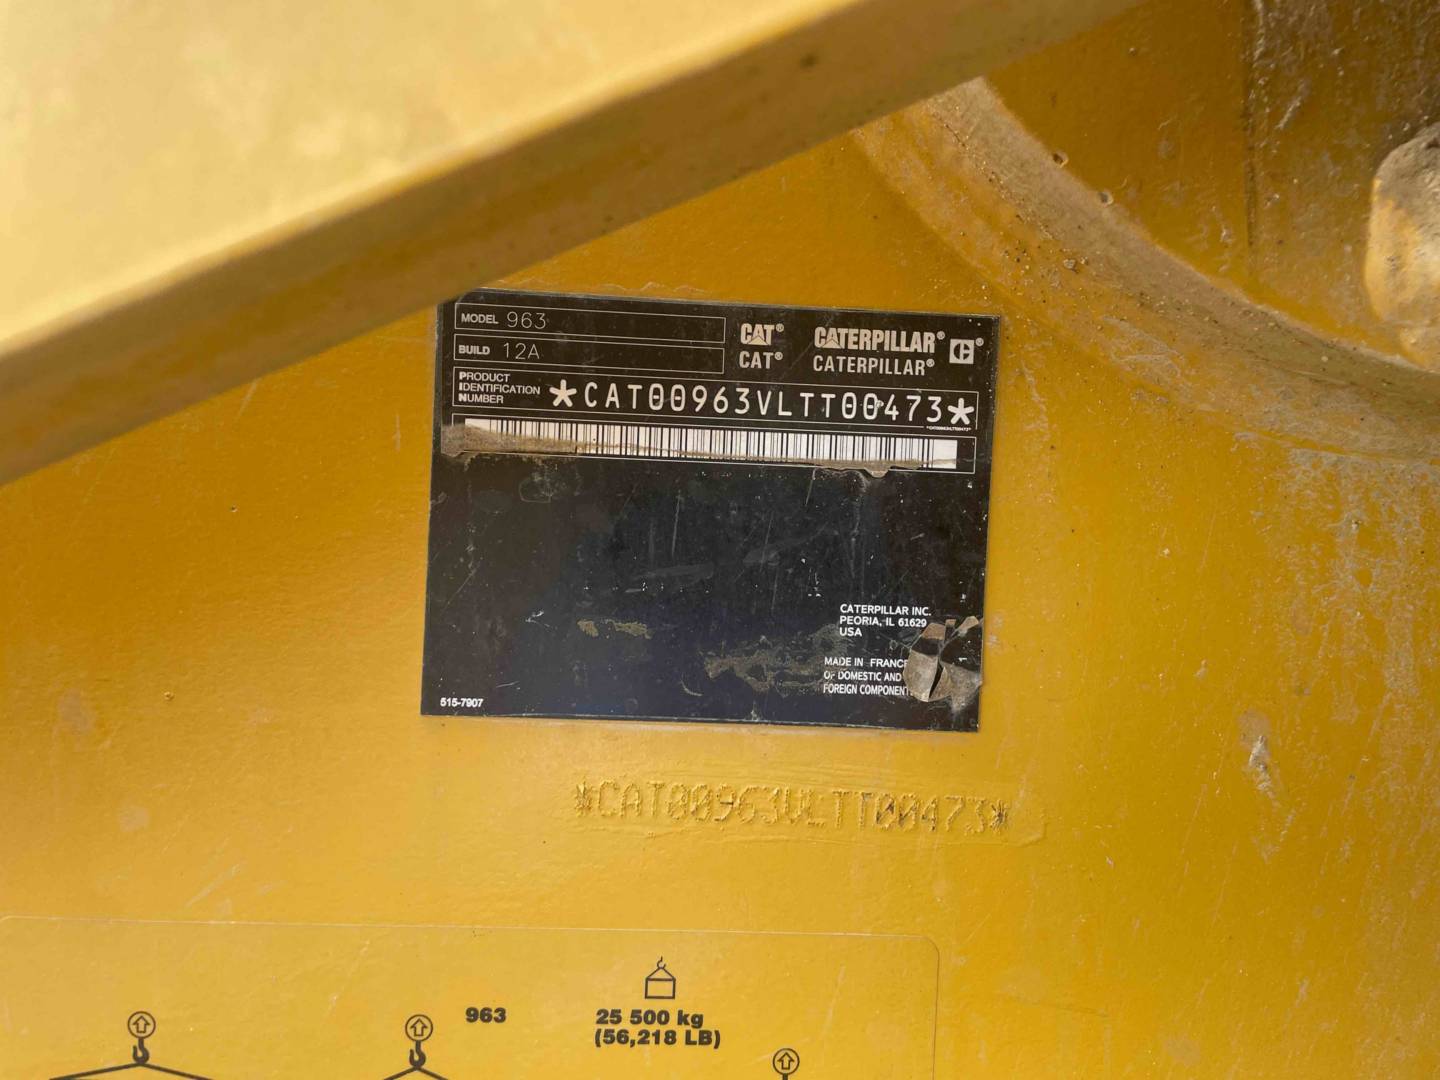 MODEL 963
BUILD 12A
CAT® CATERPILLAR® C®
CAT® CATERPILLAR®
PRODUCT
IDENTIFICATION
NUMBER
*CAT00963VLTT00473*
*CAT00963VLTT00473*
CATERPILLAR INC.
PEORIA, IL 61629
USA
MADE IN FRANCE
OF DOMESTIC AND
FOREIGN COMPONENT
515-7907
*CAT00963VLTT00473*
963
25 500 kg
(56,218 LB)